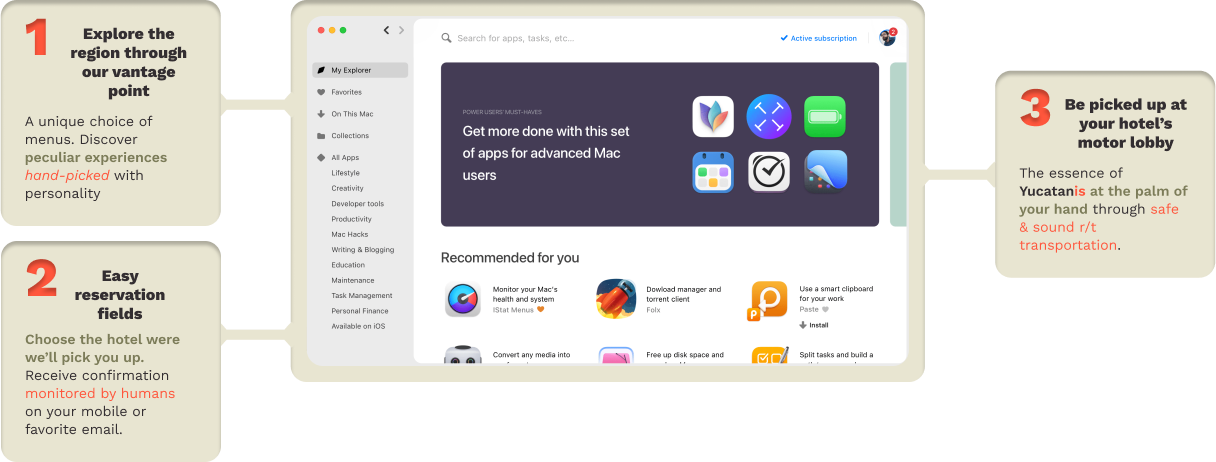 1
Explore the
region through
our vantage
point
A unique choice of
menus. Discover
peculiar experiences
hand-picked with
personality
2
Easy
reservation
fields
Choose the hotel were
we'll pick you up.
Receive confirmation
monitored by humans
on your mobile or
favorite email.
My Explorer
Favorites
On This Mac
Collections
All Apps
Lifestyle
Creativity
Developer tools
Productivity
Mac Hacks
Writing & Blogging
Education
Maintenance
Task Management
Personal Finance
Available on iOS
Search for apps, tasks, etc...
Active subscription
2
POWER USERS' MUST-HAVES
Get more done with this set
of apps for advanced Mac
users
Recommended for you
Monitor your Mac's
health and system
IStat Menus
Dowload manager and
torrent client
Folx
Use a smart clipboard
for your work
Paste
Install
Convert any media into
Free up disk space and
Split tasks and build a
3
Be picked up at
your hotel's
motor lobby
The essence of
Yucatanis at the palm of
your hand through safe
& sound r/t
transportation.